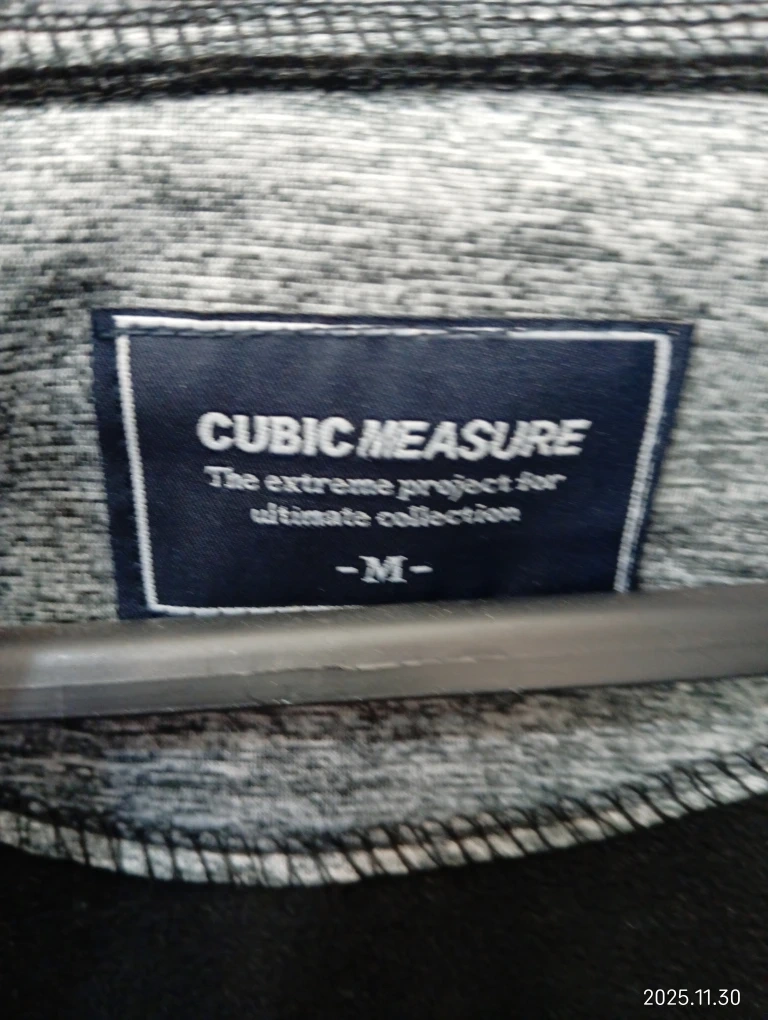 CUBIC MEASURE
The extreme project for
ultimate collection
-M-
2025.11.30